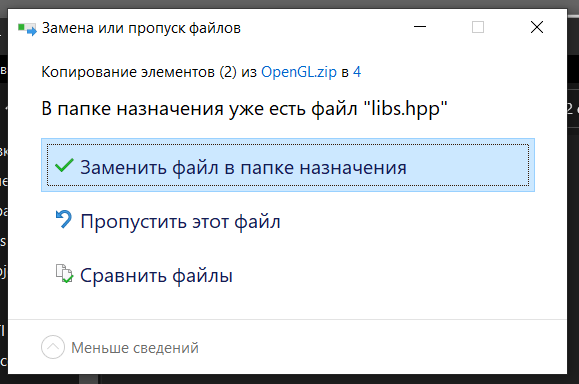 Замена или пропуск файлов
Копирование элементов (2) из OpenGL.zip в 4
В папке назначения уже есть файл "libs.hpp"
Заменить файл в папке назначения
Пропустить этот файл
Сравнить файлы
Меньше сведений